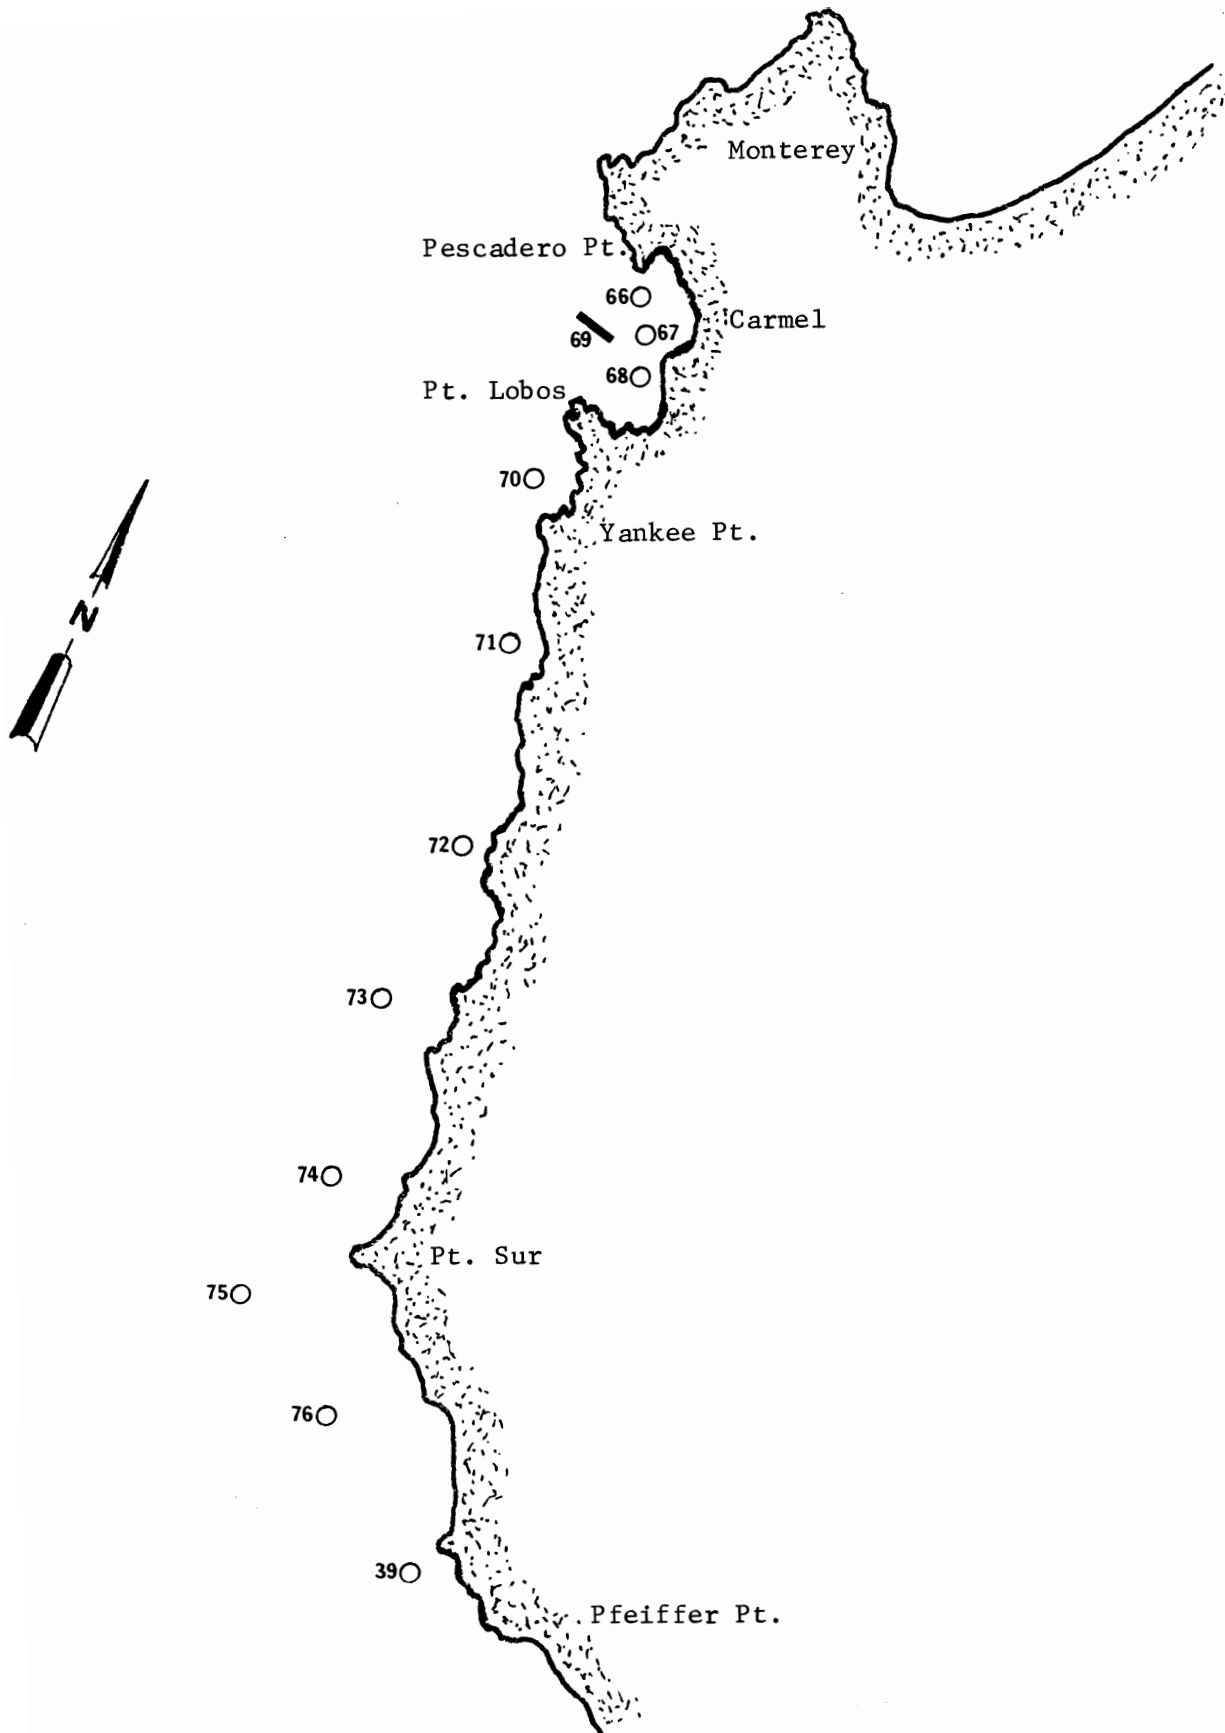 Monterey
Pescadero Pt.
66
Carmel
69
67
68
Pt. Lobos
70
Yankee Pt.
N
71
72
73
74
Pt. Sur
75
76
39
Pfeiffer Pt.